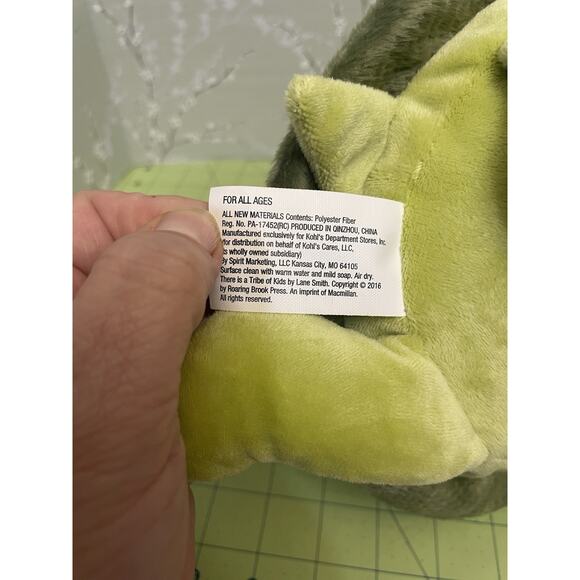 FOR ALL AGES
ALL NEW MATERIALS Contents: Polyester Fiber
Reg. No. PA-17452(RC) PRODUCED IN QINZHOU, CHINA
Manufactured exclusively for Kohl's Department Stores, Inc.
for distribution on behalf of Kohl's Cares, LLC,
its wholly owned subsidiary)
By Spirit Marketing, LLC Kansas City, MO 64105
Surface clean with warm water and mild soap. Air dry.
There is a Tribe of Kids by Lane Smith. Copyright © 2016
by Roaring Brook Press. An imprint of Macmillan.
All rights reserved.